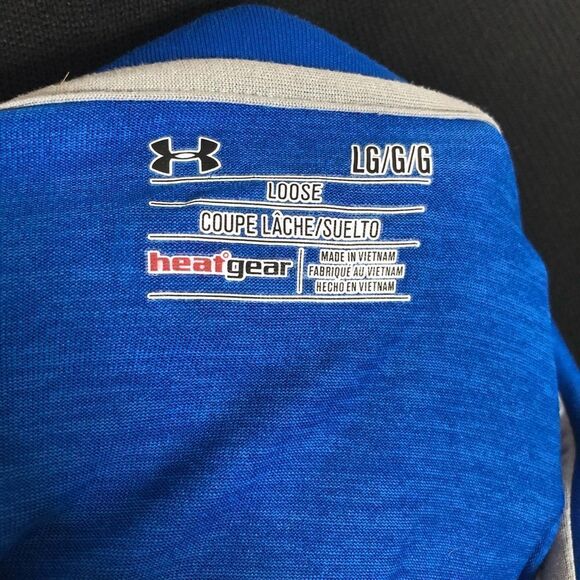 LG/G/G
LOOSE
COUPE LÂCHE/SUELTO
heatgear
MADE IN VIETNAM
FABRIQUÉ AU VIETNAM
HECHO EN VIETNAM